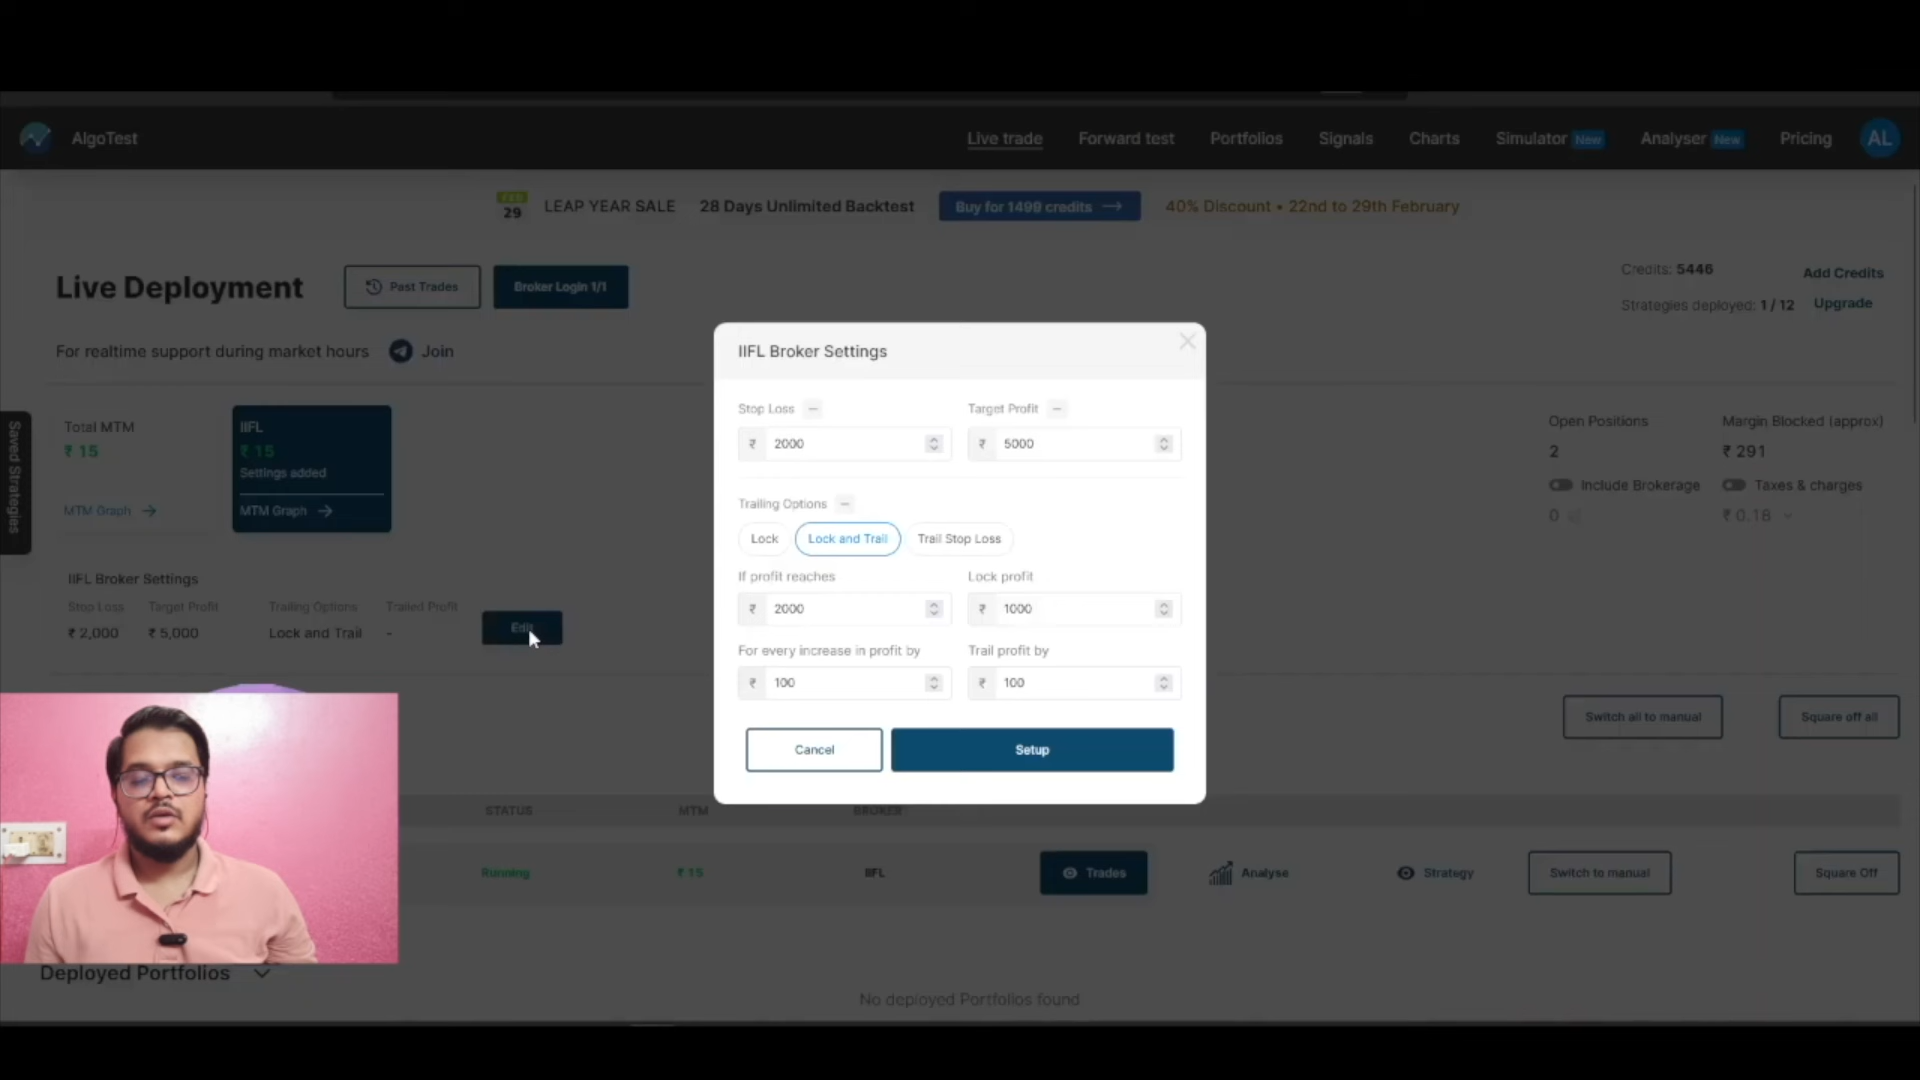 AlgoTest
Live trade
Forward test
Portfolios
Signals
Charts
Simulator New
Analyser New
Pricing
AL
29
LEAP YEAR SALE
28 Days Unlimited Backtest
Buy for 1499 credits →
40% Discount • 22nd to 29th February
Live Deployment
Past Trades
Broker Login 1/1
Credits: 5446
Add Credits
Strategies deployed: 1 / 12
Upgrade
For realtime support during market hours
Join
Saved Strategies
Total MTM
₹ 15
MTM Graph →
IIFL
₹ 15
Settings added
MTM Graph →
Open Positions
2
Margin Blocked (approx)
₹ 291
Include Brokerage
0
Taxes & charges
₹ 0.18
IIFL Broker Settings
Stop Loss
Target Profit
Trailing Options
Trailed Profit
₹ 2,000
₹ 5,000
Lock and Trail
-
Edit
IIFL Broker Settings
Stop Loss
Target Profit
₹ 2000
₹ 5000
Trailing Options
Lock
Lock and Trail
Trail Stop Loss
If profit reaches
Lock profit
₹ 2000
₹ 1000
For every increase in profit by
Trail profit by
₹ 100
₹ 100
Cancel
Setup
Switch all to manual
Square off all
STATUS
MTM
BROKER
Running
₹ 15
IIFL
Trades
Analyse
Strategy
Switch to manual
Square Off
Deployed Portfolios
No deployed Portfolios found